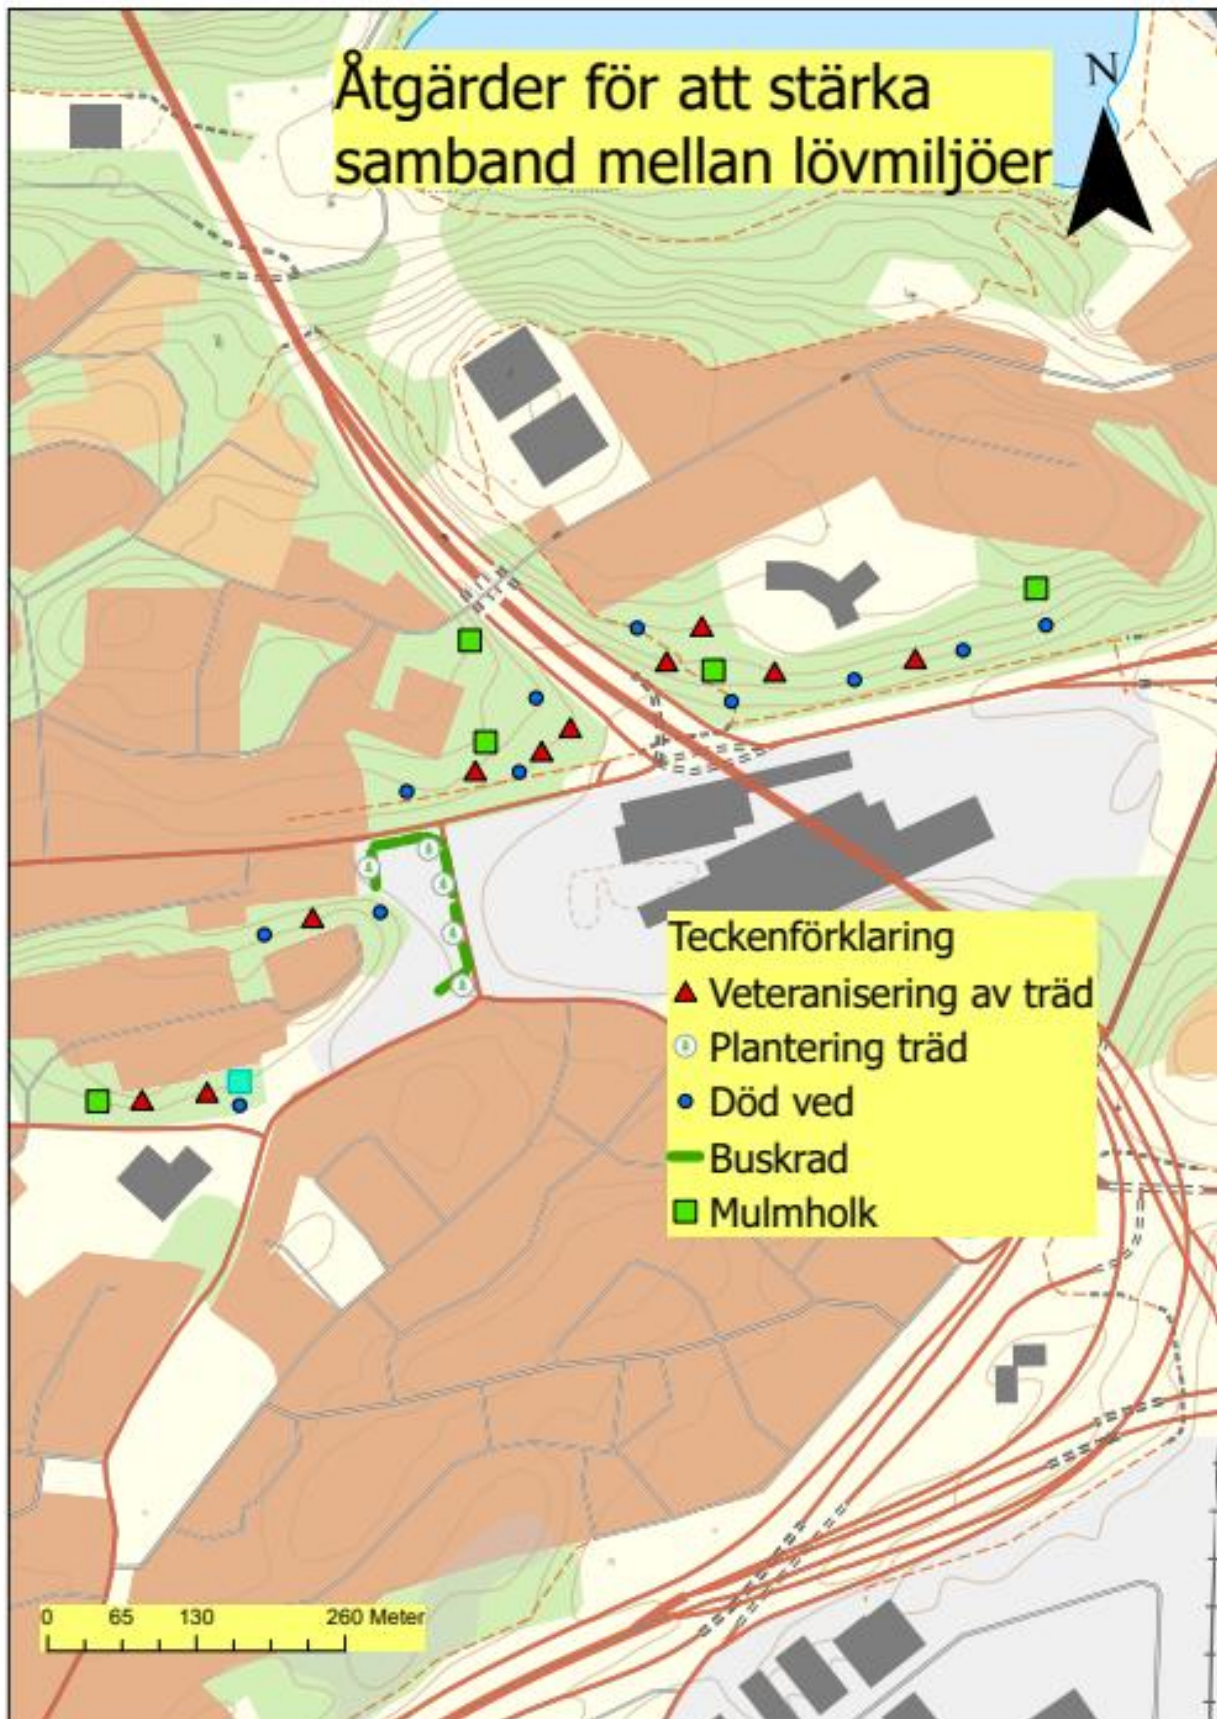 Åtgärder för att stärka
samband mellan lövmiljöer
N
Teckenförklaring
Veteranisering av träd
Plantering träd
Död ved
Buskrad
Mulmholk
0 65 130 260 Meter